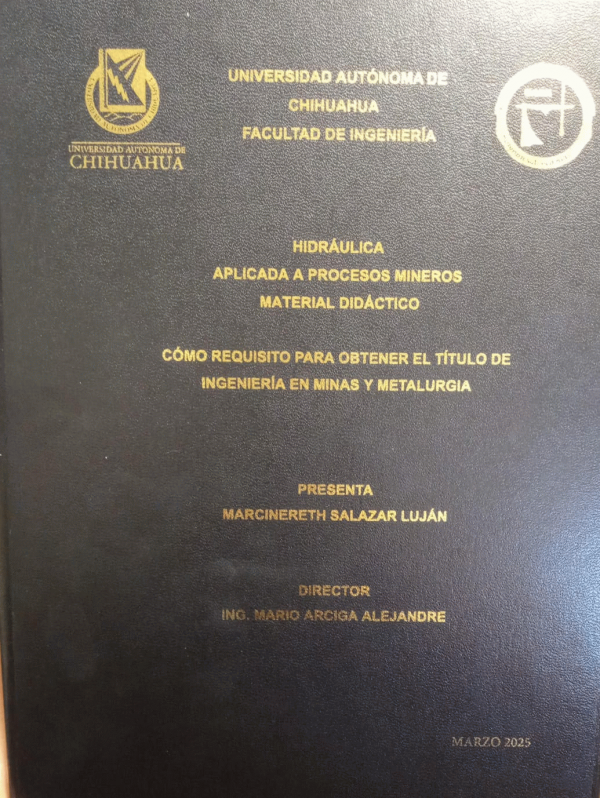 UNIVERSIDAD AUTÓNOMA DE
CHIHUAHUA
UNIVERSIDAD AUTÓNOMA DE
CHIHUAHUA
FACULTAD DE INGENIERÍA
HIDRÁULICA
APLICADA A PROCESOS MINEROS
MATERIAL DIDÁCTICO
CÓMO REQUISITO PARA OBTENER EL TÍTULO DE
INGENIERÍA EN MINAS Y METALURGIA
PRESENTA
MARCINERETH SALAZAR LUJÁN
DIRECTOR
ING. MARIO ARCIGA ALEJANDRE
MARZO 2025